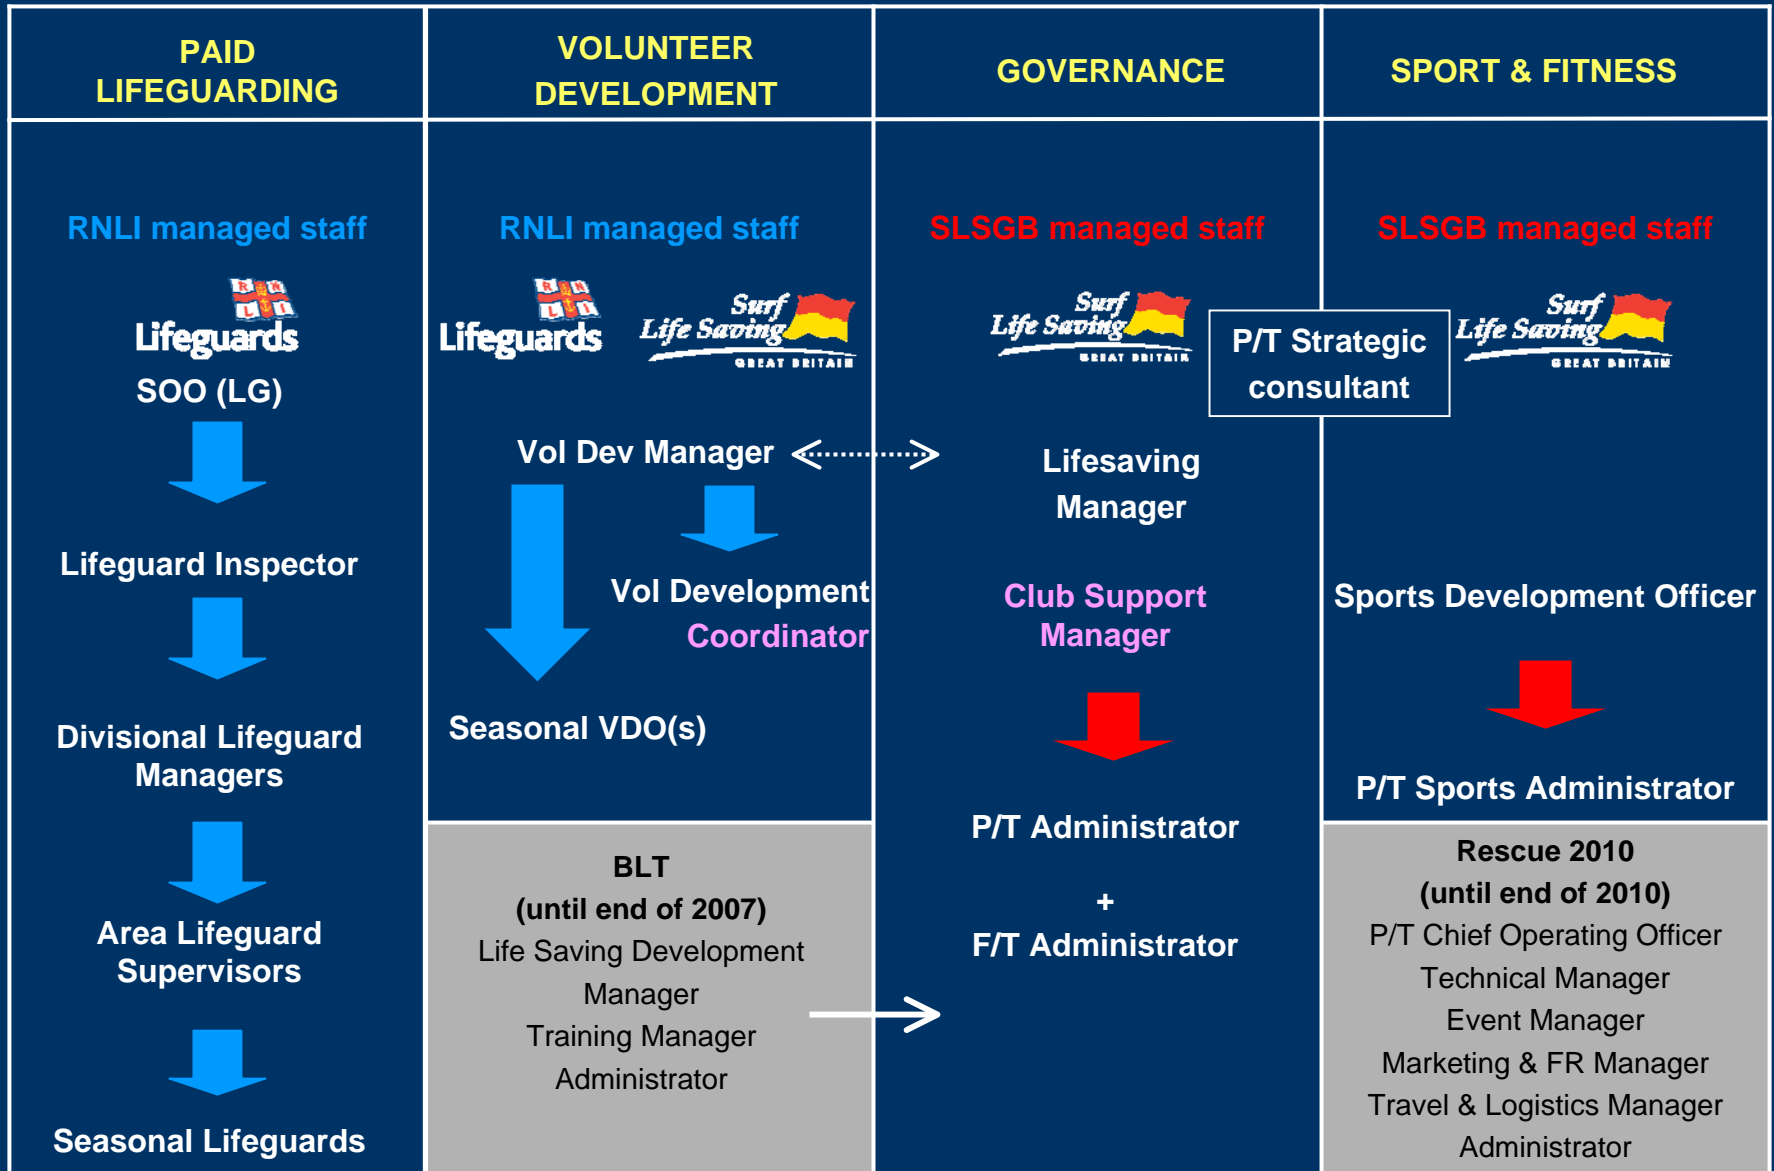 PAID
LIFEGUARDING
VOLUNTEER
DEVELOPMENT
GOVERNANCE
SPORT & FITNESS
RNLI managed staff
R N
L I
Lifeguards
SOO (LG)
Lifeguard Inspector
Divisional Lifeguard
Managers
Area Lifeguard
Supervisors
Seasonal Lifeguards
RNLI managed staff
R N
L I
Lifeguards
Surf
Life Saving
GREAT BRITAIN
Vol Dev Manager
Vol Development
Coordinator
Seasonal VDO(s)
BLT
(until end of 2007)
Life Saving Development
Manager
Training Manager
Administrator
SLSGB managed staff
Surf
Life Saving
GREAT BRITAIN
P/T Strategic
consultant
Lifesaving
Manager
Club Support
Manager
P/T Administrator
+
F/T Administrator
SLSGB managed staff
Surf
Life Saving
GREAT BRITAIN
Sports Development Officer
P/T Sports Administrator
Rescue 2010
(until end of 2010)
P/T Chief Operating Officer
Technical Manager
Event Manager
Marketing & FR Manager
Travel & Logistics Manager
Administrator